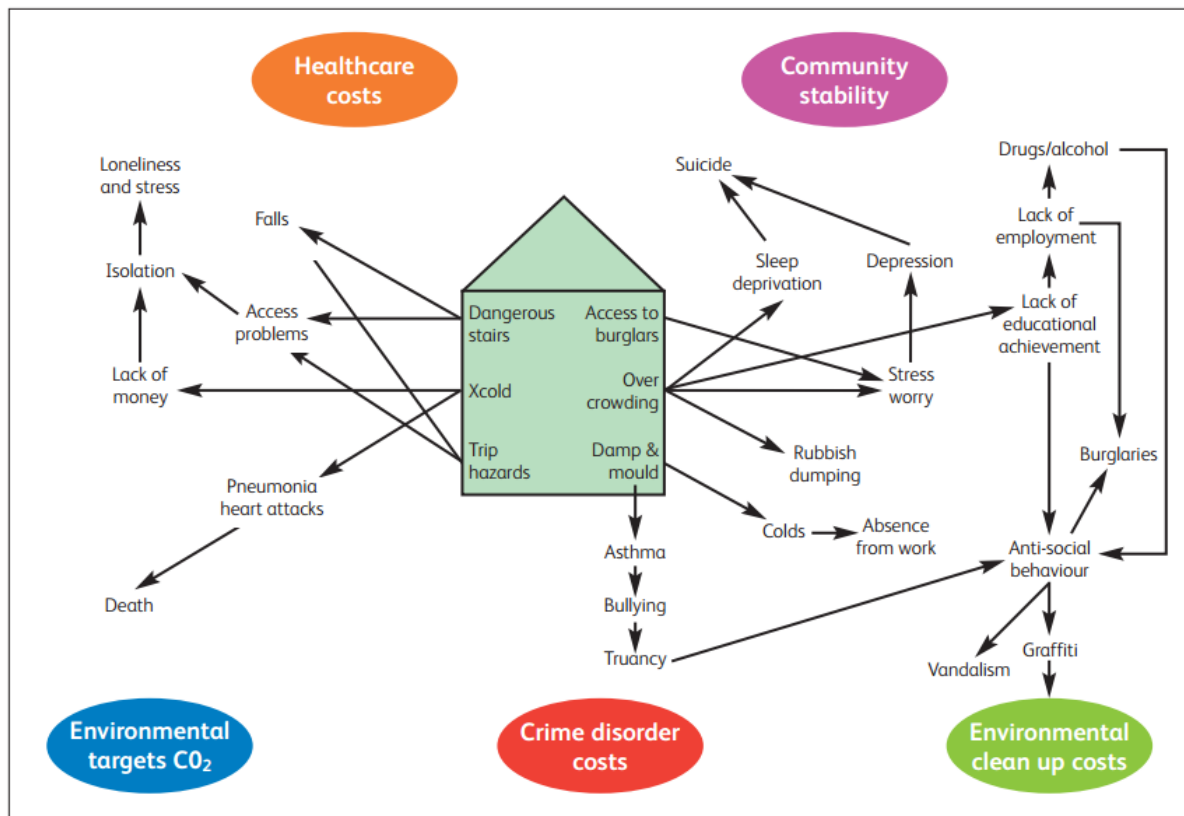 Healthcare
costs
Community
stability
Loneliness
and stress
Falls
Isolation
Access
problems
Lack of
money
Pneumonia
heart attacks
Death
Dangerous
stairs
Xcold
Trip
hazards
Access to
burglars
Over
crowding
Damp &
mould
Suicide
Sleep
deprivation
Depression
Stress
worry
Rubbish
dumping
Colds
Absence
from work
Asthma
Bullying
Truancy
Drugs/alcohol
Lack of
employment
Lack of
educational
achievement
Burglaries
Anti-social
behaviour
Vandalism
Graffiti
Environmental
targets C0₂
Crime disorder
costs
Environmental
clean up costs